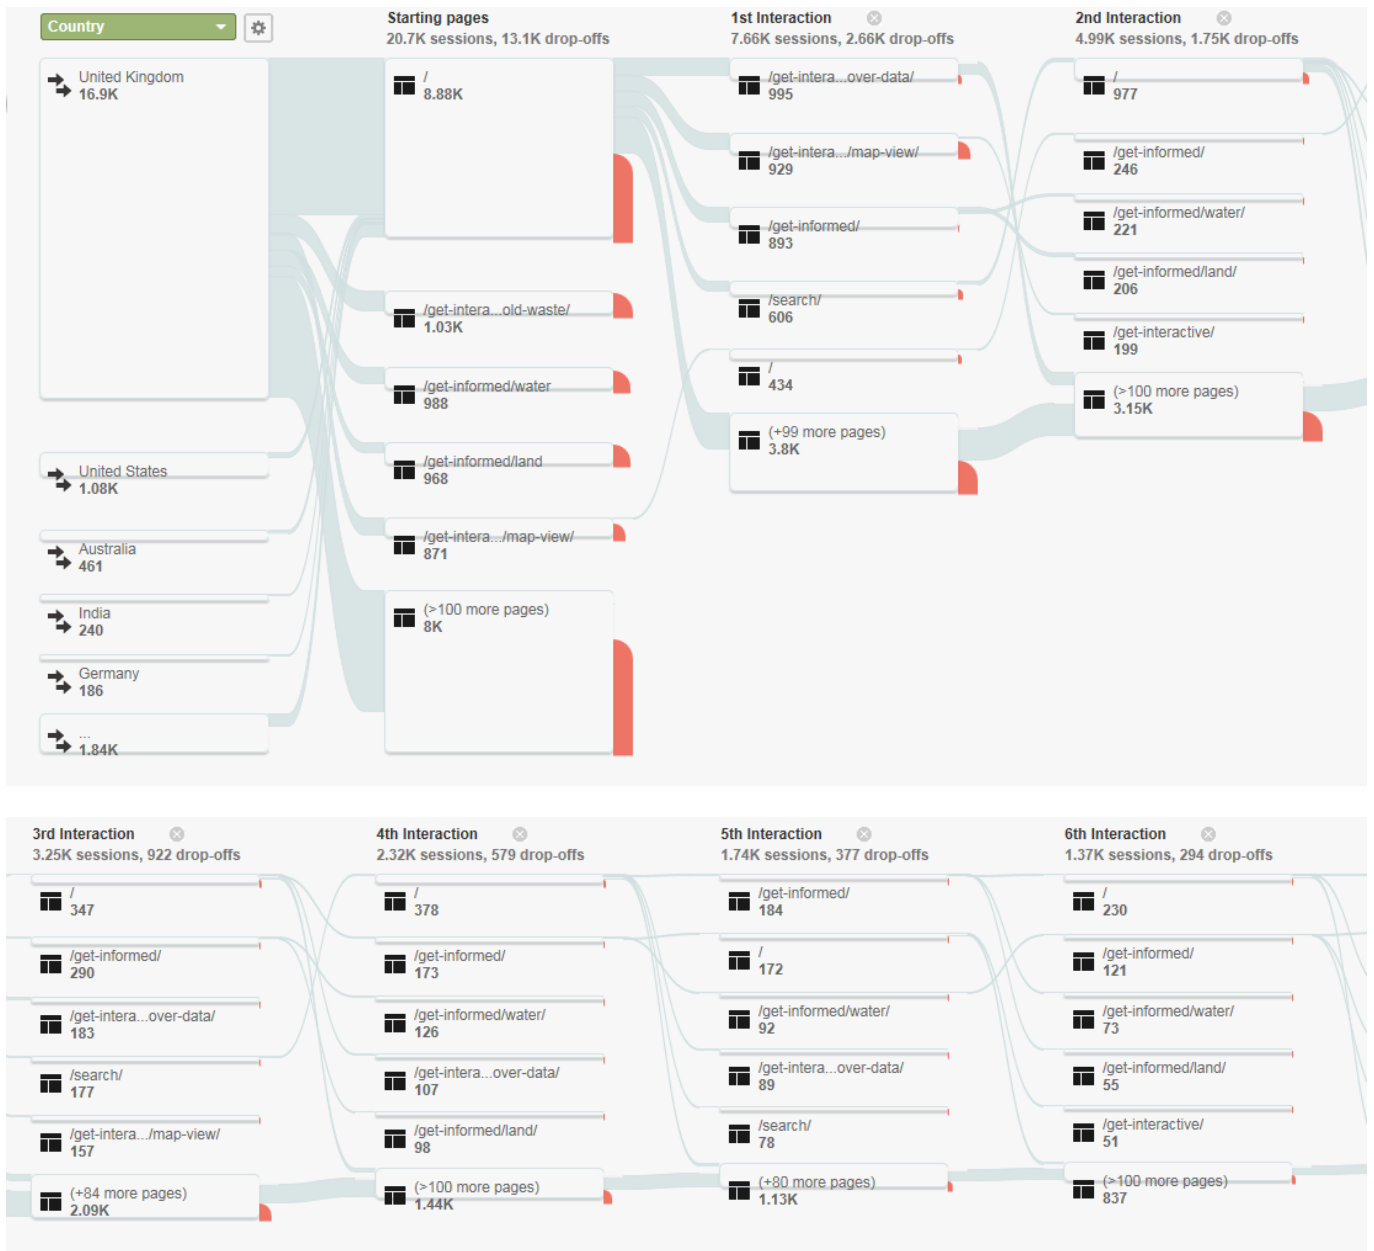 Country
United Kingdom
16.9K
United States
1.08K
Australia
461
India
240
Germany
186
...
1.84K
Starting pages
20.7K sessions, 13.1K drop-offs
/
8.88K
/get-intera...old-waste/
1.03K
/get-informed/water
988
/get-informed/land
968
/get-intera.../map-view/
871
(>100 more pages)
8K
1st Interaction
7.66K sessions, 2.66K drop-offs
/get-intera...over-data/
995
/get-intera.../map-view/
929
/get-informed/
893
/search/
606
/
434
(+99 more pages)
3.8K
2nd Interaction
4.99K sessions, 1.75K drop-offs
/
977
/get-informed/
246
/get-informed/water/
221
/get-informed/land/
206
/get-interactive/
199
(>100 more pages)
3.15K
3rd Interaction
3.25K sessions, 922 drop-offs
/
347
/get-informed/
290
/get-intera...over-data/
183
/search/
177
/get-intera.../map-view/
157
(+84 more pages)
2.09K
4th Interaction
2.32K sessions, 579 drop-offs
/
378
/get-informed/
173
/get-informed/water/
126
/get-intera...over-data/
107
/get-informed/land/
98
(>100 more pages)
1.44K
5th Interaction
1.74K sessions, 377 drop-offs
/get-informed/
184
/
172
/get-informed/water/
92
/get-intera...over-data/
89
/search/
78
(+80 more pages)
1.13K
6th Interaction
1.37K sessions, 294 drop-offs
/
230
/get-informed/
121
/get-informed/water/
73
/get-informed/land/
55
/get-interactive/
51
(>100 more pages)
837